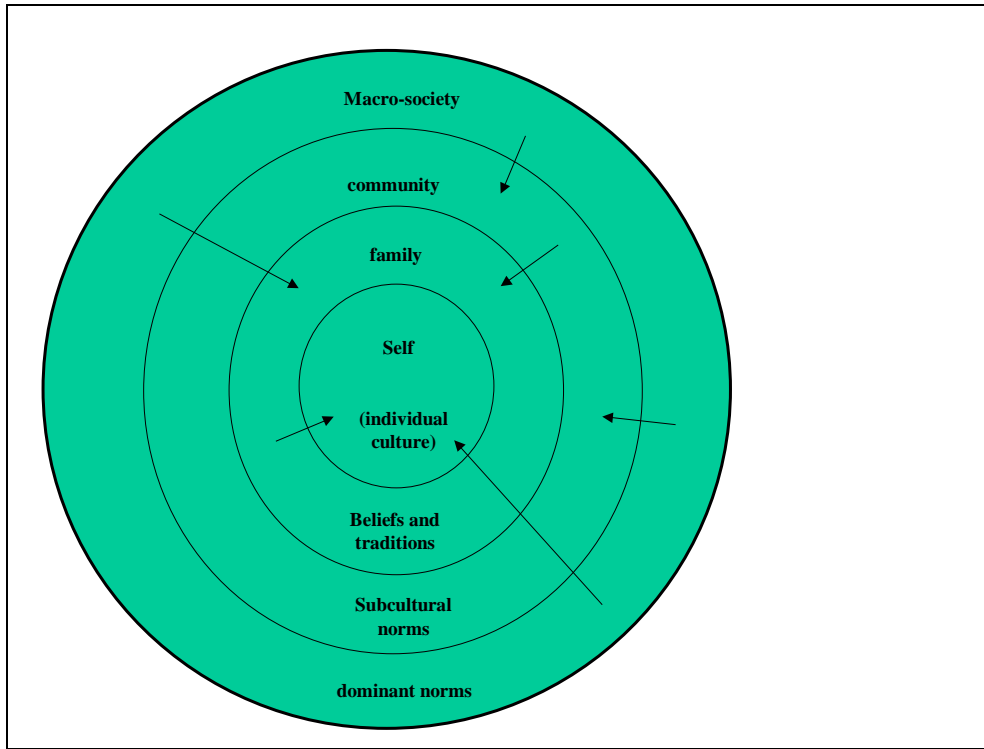 Macro-society
community
family
Self
(individual
culture)
Beliefs and
traditions
Subcultural
norms
dominant norms